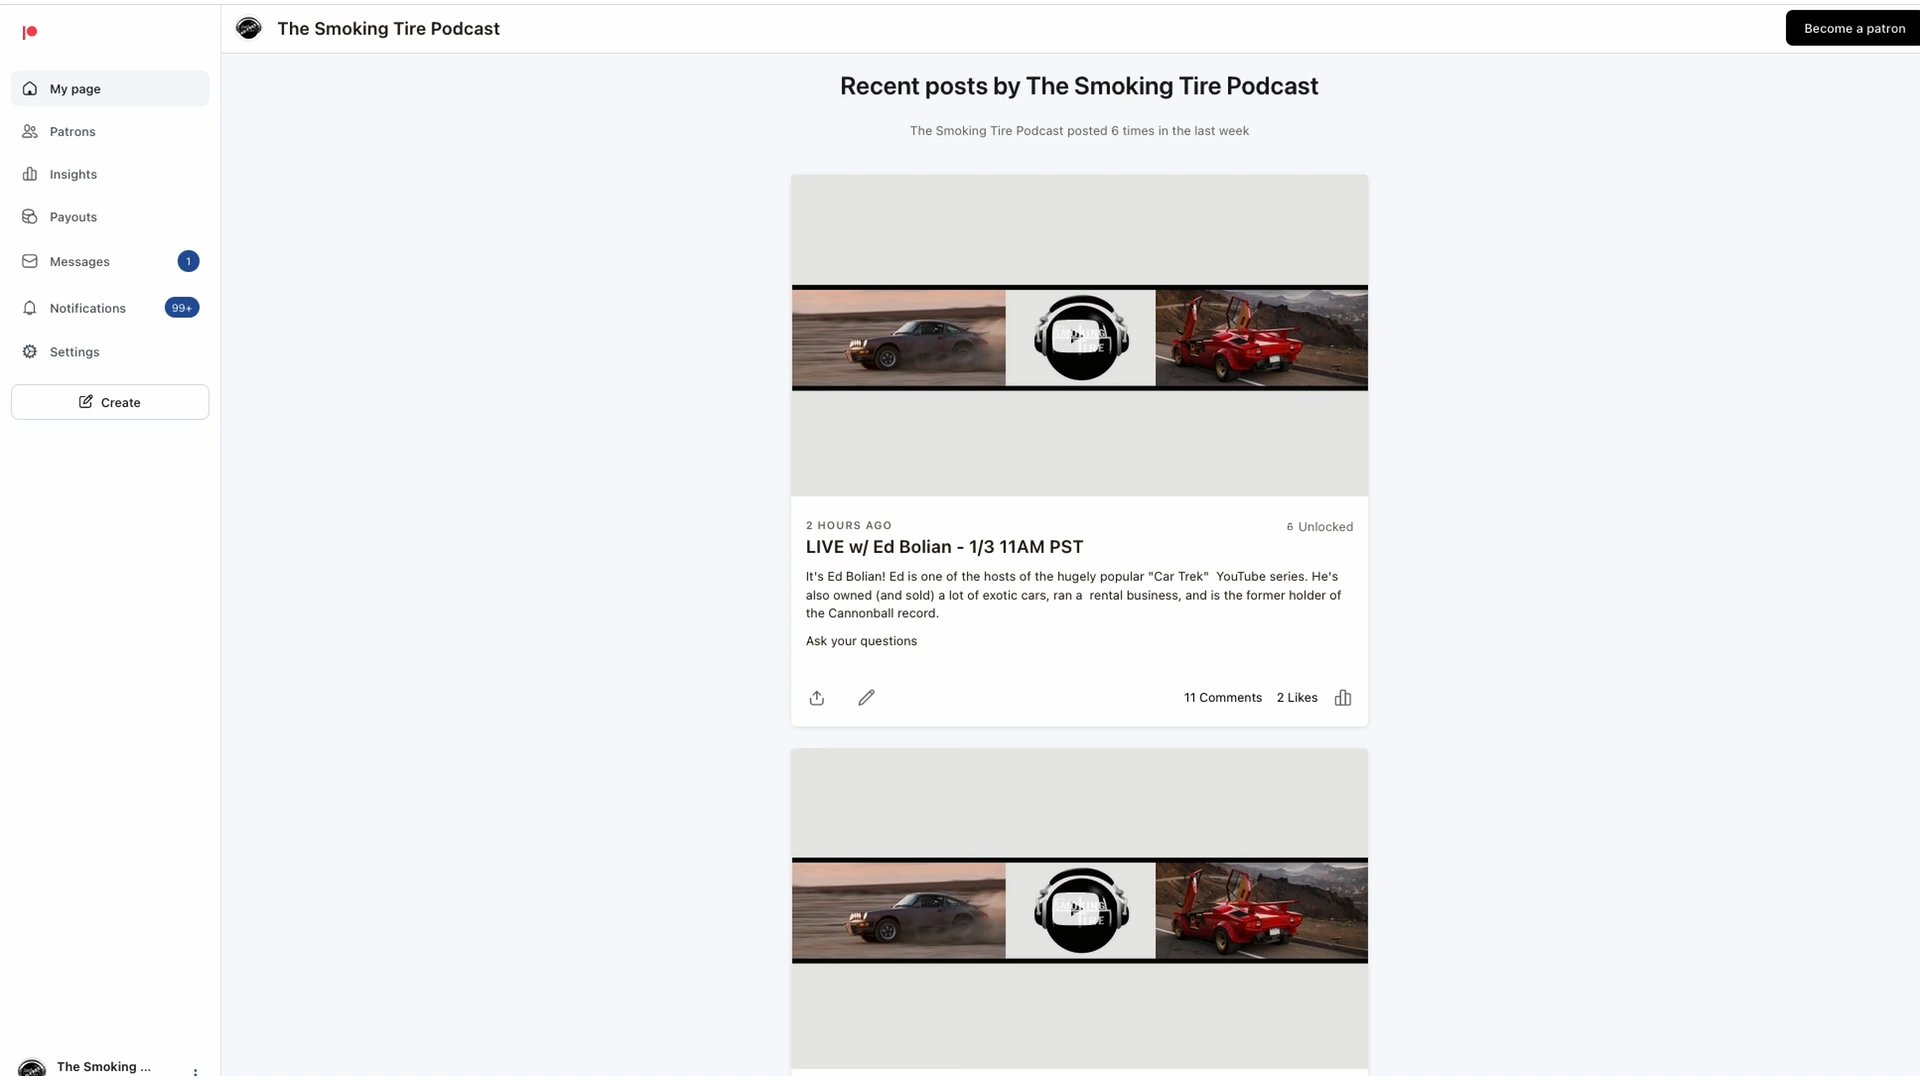 The Smoking Tire Podcast
Become a patron
My page
Patrons
Insights
Payouts
Messages
1
Notifications
99+
Settings
Create
The Smoking ...
Recent posts by The Smoking Tire Podcast
The Smoking Tire Podcast posted 6 times in the last week
SMOKING
TIRE
2 HOURS AGO
Unlocked
LIVE w/ Ed Bolian - 1/3 11AM PST
It's Ed Bolian! Ed is one of the hosts of the hugely popular "Car Trek"  YouTube series. He's
also owned (and sold) a lot of exotic cars, ran a  rental business, and is the former holder of
the Cannonball record.
Ask your questions
11 Comments
2 Likes
SMOKING
TIRE